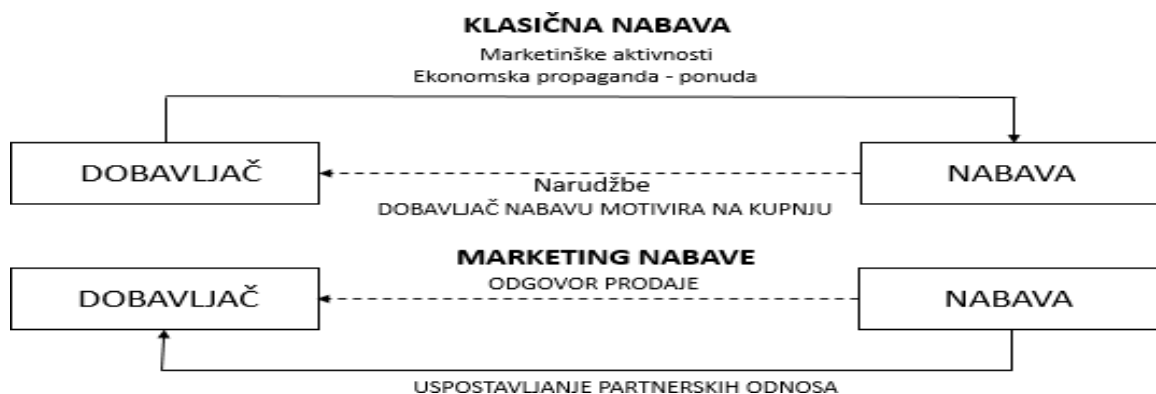 KLASIČNA NABAVA
Marketinške aktivnosti
Ekonomska propaganda - ponuda
DOBAVLJAČ
NABAVA
Narudžbe
DOBAVLJAČ NABAVU MOTIVIRA NA KUPNJU
MARKETING NABAVE
ODGOVOR PRODAJE
DOBAVLJAČ
NABAVA
USPOSTAVLJANJE PARTNERSKIH ODNOSA